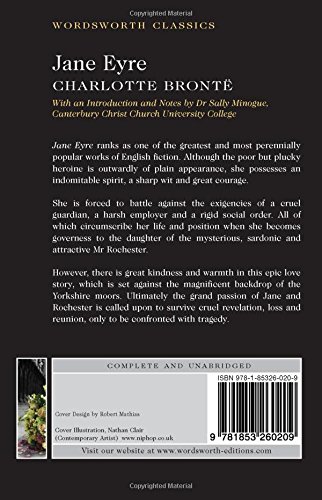 WORDSWORTH CLASSICS
Jane Eyre
CHARLOTTE BRONTË
With an Introduction and Notes by Dr Sally Minogue,
Canterbury Christ Church University College
Jane Eyre ranks as one of the greatest and most perennially
popular works of English fiction. Although the poor but plucky
heroine is outwardly of plain appearance, she possesses an
indomitable spirit, a sharp wit and great courage.
She is forced to battle against the exigencies of a cruel
guardian, a harsh employer and a rigid social order. All of
which circumscribe her life and position when she becomes
governess to the daughter of the mysterious, sardonic and
attractive Mr Rochester.
However, there is great kindness and warmth in this epic love
story, which is set against the magnificent backdrop of the
Yorkshire moors. Ultimately the grand passion of Jane and
Rochester is called upon to survive cruel revelation, loss
and reunion, only to be confronted with tragedy.
COMPLETE AND UNABRIDGED
ISBN 978-1-85326-020-9
9 781853 260209
Cover Design by Robert Mathias
Cover Illustration, Nathan Clair
(Contemporary Artist) www.niphop.co.uk
Visit our website at www.wordsworth-editions.com